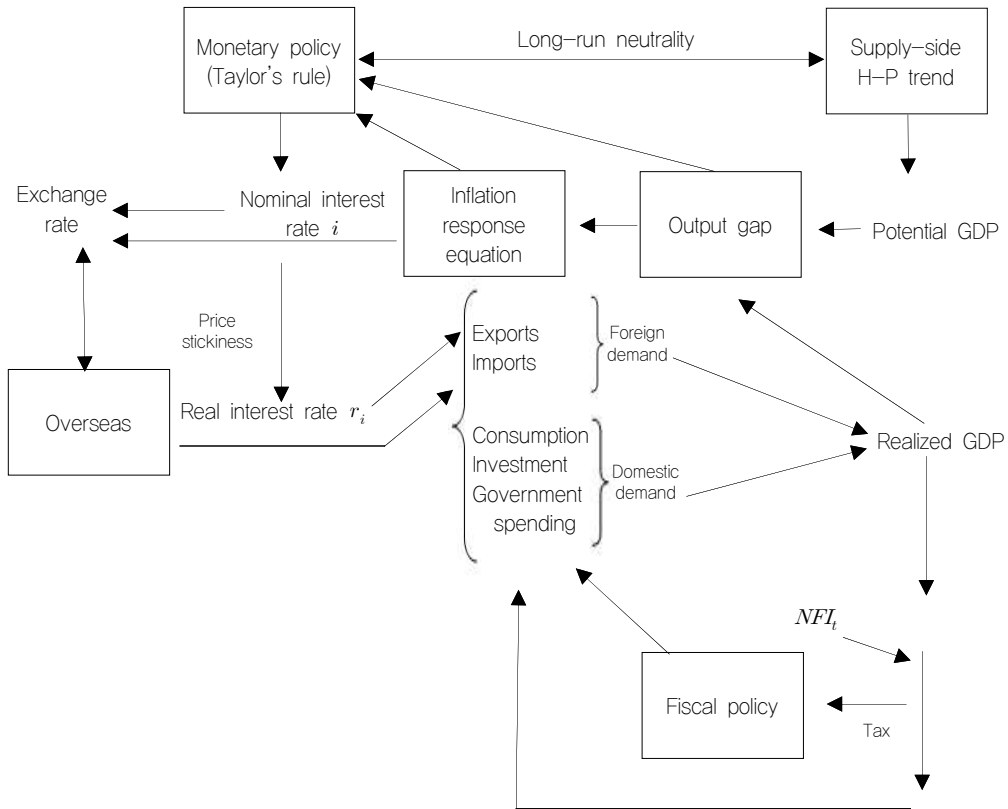 Monetary policy
(Taylor's rule)
Long-run neutrality
Supply-side
H-P trend
Exchange
rate
Nominal interest
rate i
Inflation
response
equation
Output gap
Potential GDP
Price
stickiness
Exports
Imports
Foreign
demand
Overseas
Real interest rate r_i
Consumption
Investment
Government
spending
Domestic
demand
Realized GDP
NFI_t
Fiscal policy
Tax